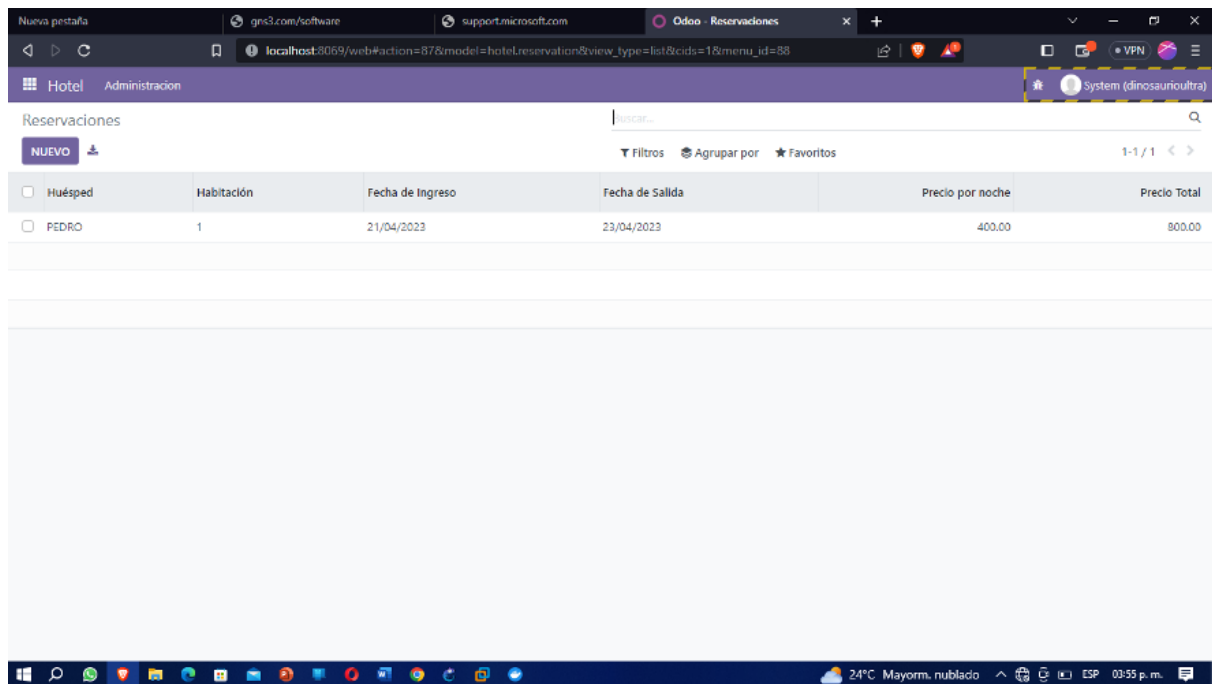 Nueva pestaña gns3.com/software support.microsoft.com Odoo - Reservaciones
localhost:8069/web#action=87&model=hotel.reservation&view_type=list&cids=1&menu_id=88 VPN
Hotel Administracion System (dinosaurioultra)
Reservaciones Buscar...
NUEVO Filtros Agrupar por Favoritos 1-1 / 1
Huésped Habitación Fecha de Ingreso Fecha de Salida Precio por noche Precio Total
PEDRO 1 21/04/2023 23/04/2023 400.00 800.00
24°C Mayorm. nublado ESP 03:55 p. m.